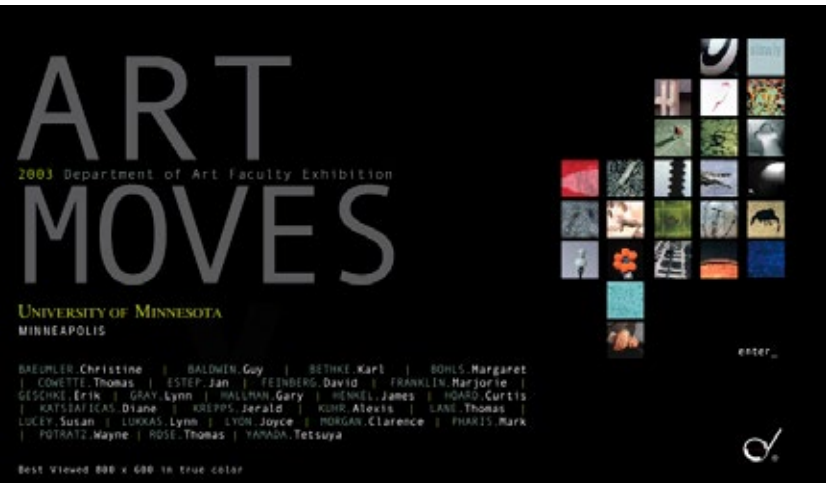 ART
2003 Department of Art Faculty Exhibition
MOVES
UNIVERSITY OF MINNESOTA
MINNEAPOLIS
enter_
BAEUMLER.Christine | BALDWIN.Guy | BETHKE.Karl | BOHLS.Margaret
| COWETTE.Thomas | ESTEP.Jan | FEINBERG.David | FRANKLIN.Marjorie |
GESCHKE.Erik | GRAY.Lynn | HALLMAN.Gary | HENKEL.James | HOARD.Curtis
| KATSIAFICAS.Diane | KREPPS.Jerald | KUHR.Alexis | LANE.Thomas |
LUCEY.Susan | LUKKAS.Lynn | LYON.Joyce | MORGAN.Clarence | PHARIS.Mark
| POTRATZ.Wayne | ROSE.Thomas | YAMADA.Tetsuya
Best Viewed 800 x 600 in true color